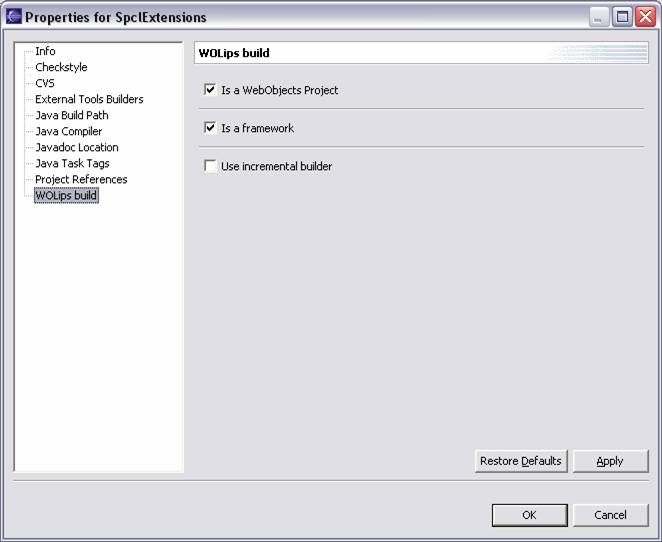 Properties for SpclExtensions
Info
Checkstyle
CVS
External Tools Builders
Java Build Path
Java Compiler
Javadoc Location
Java Task Tags
Project References
WOLips build
WOLips build
Is a WebObjects Project
Is a framework
Use incremental builder
Restore Defaults
Apply
OK
Cancel